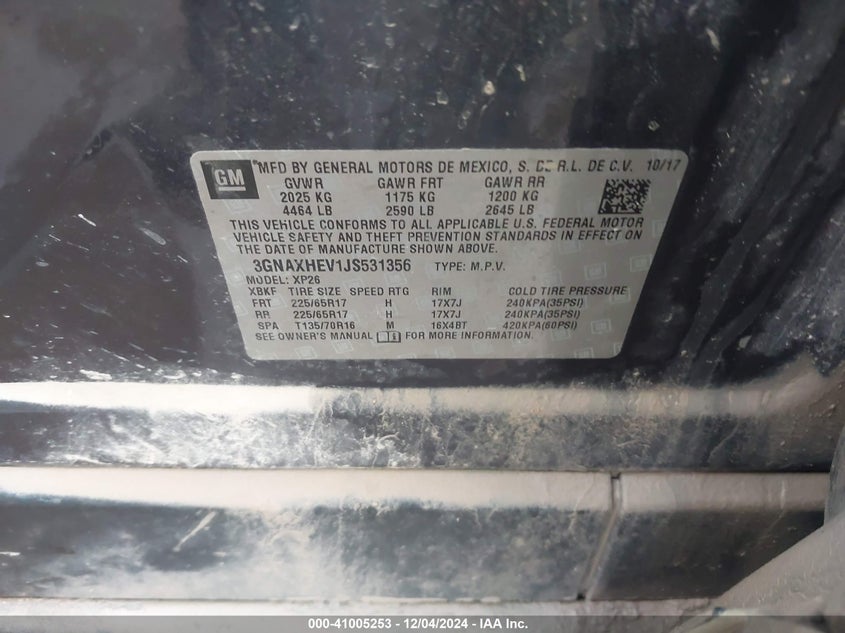 GM
MFD BY GENERAL MOTORS DE MEXICO, S. DE R.L. DE C.V. 10/17
GVWR GAWR FRT GAWR RR
2025 KG 1175 KG 1200 KG
4464 LB 2590 LB 2645 LB
THIS VEHICLE CONFORMS TO ALL APPLICABLE U.S. FEDERAL MOTOR
VEHICLE SAFETY AND THEFT PREVENTION STANDARDS IN EFFECT ON
THE DATE OF MANUFACTURE SHOWN ABOVE.
3GNAXHEV1JS531356 TYPE: M.P.V.
MODEL: XP26
XBKF TIRE SIZE SPEED RTG RIM COLD TIRE PRESSURE
FRT 225/65R17 H 17X7J 240KPA(35PSI)
RR 225/65R17 H 17X7J 240KPA(35PSI)
SPA T135/70R16 M 16X4BT 420KPA(60PSI)
SEE OWNER'S MANUAL FOR MORE INFORMATION.
000-41005253 - 12/04/2024 - IAA Inc.